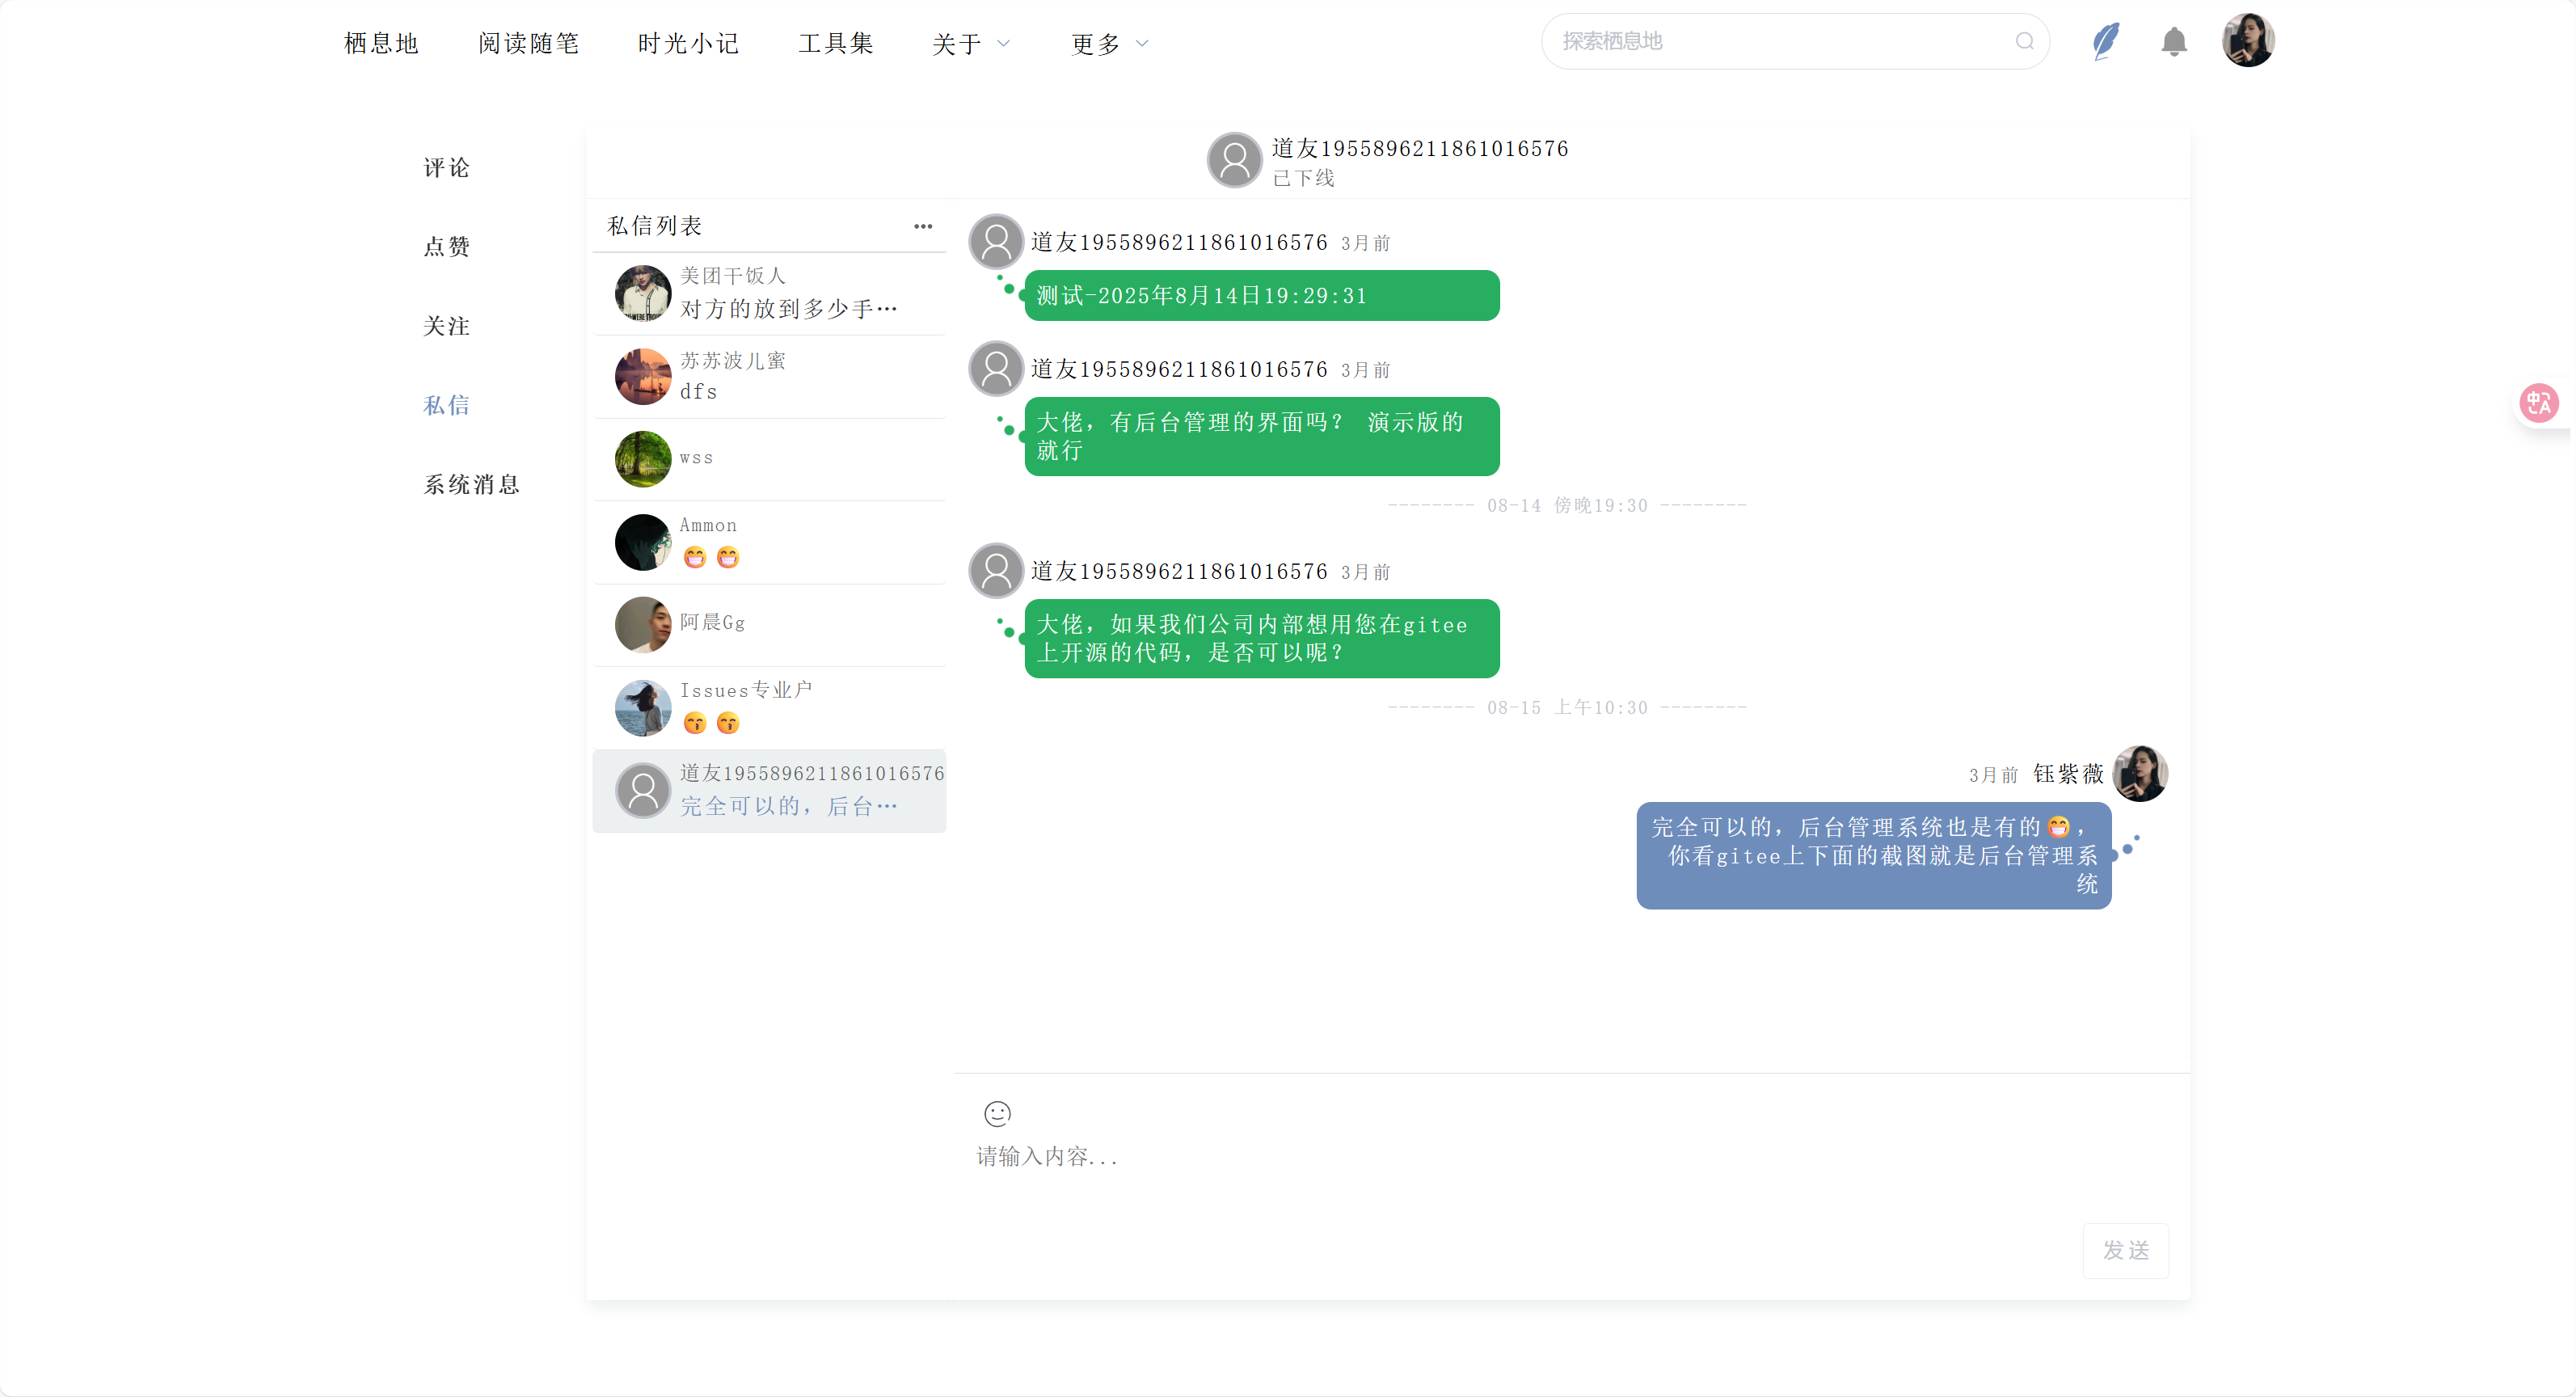 栖息地 阅读随笔 时光小记 工具集 关于 更多 探索栖息地
评论
点赞
关注
私信
系统消息
道友1955896211861016576
已下线
私信列表
美团干饭人
对方的放到多少手…
苏苏波儿蜜
dfs
wss
Ammon
😁 😁
阿晨Gg
Issues专业户
😙 😙
道友1955896211861016576
完全可以的，后台…
道友1955896211861016576 3月前
测试-2025年8月14日19:29:31
道友1955896211861016576 3月前
大佬，有后台管理的界面吗？ 演示版的
就行
-------- 08-14 傍晚19:30 --------
道友1955896211861016576 3月前
大佬，如果我们公司内部想用您在gitee
上开源的代码，是否可以呢？
-------- 08-15 上午10:30 --------
3月前 钰紫薇
完全可以的，后台管理系统也是有的😁，
你看gitee上下面的截图就是后台管理系
统
请输入内容...
发送
中A